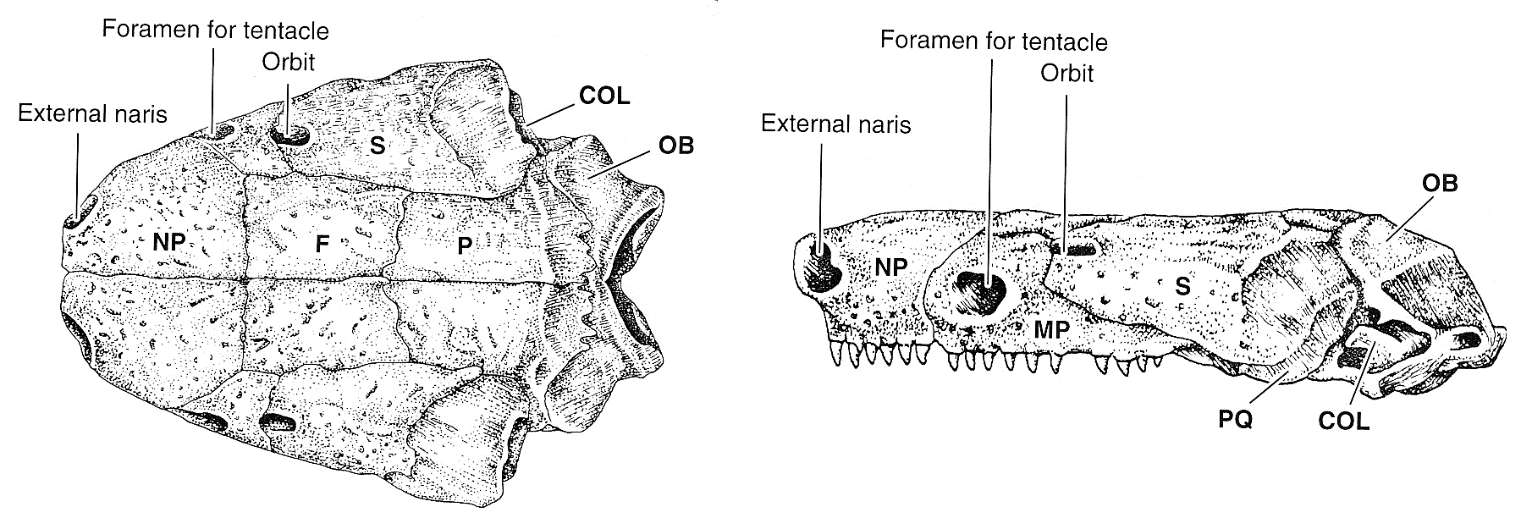 Foramen for tentacle
Orbit
External naris
COL
OB
S
NP
F
P
Foramen for tentacle
Orbit
External naris
OB
NP
S
MP
PQ
COL